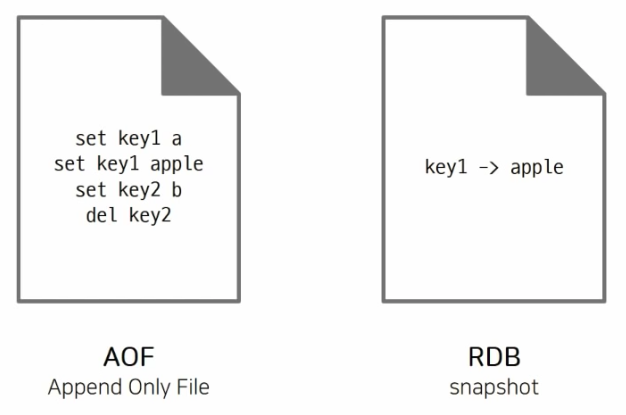 set key1 a
set key1 apple
set key2 b
del key2
AOF
Append Only File
key1 -> apple
RDB
snapshot